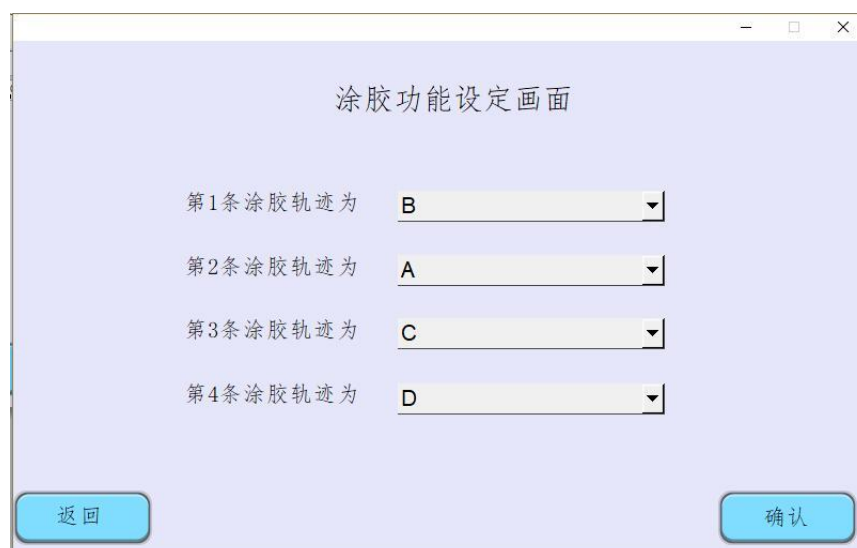 涂胶功能设定画面
第1条涂胶轨迹为 B
第2条涂胶轨迹为 A
第3条涂胶轨迹为 C
第4条涂胶轨迹为 D
返回 确认